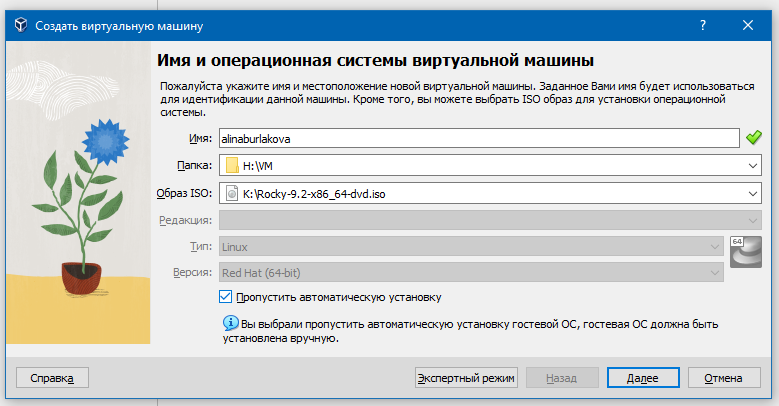 Создать виртуальную машину
?
Имя и операционная системы виртуальной машины
Пожалуйста укажите имя и местоположение новой виртуальной машины. Заданное Вами имя будет использоваться
для идентификации данной машины. Кроме того, вы можете выбрать ISO образ для установки операционной
системы.
Имя: alinaburlakova
Папка: H:\VM
Образ ISO: K:\Rocky-9.2-x86_64-dvd.iso
Редакция:
Тип: Linux
64
Версия: Red Hat (64-bit)
Пропустить автоматическую установку
Вы выбрали пропустить автоматическую установку гостевой ОС, гостевая ОС должна быть
установлена вручную.
Справка Экспертный режим Назад Далее Отмена